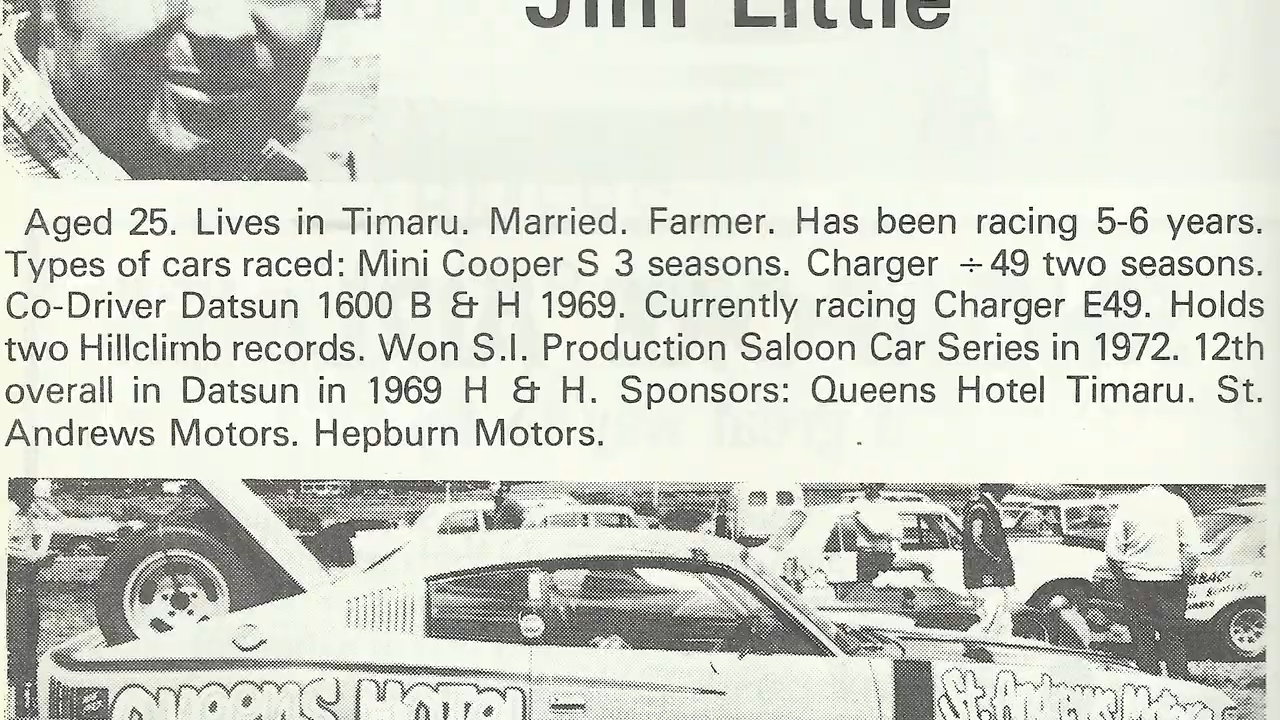 Jim Little
Aged 25. Lives in Timaru. Married. Farmer. Has been racing 5-6 years.
Types of cars raced: Mini Cooper S 3 seasons. Charger ÷49 two seasons.
Co-Driver Datsun 1600 B & H 1969. Currently racing Charger E49. Holds
two Hillclimb records. Won S.I. Production Saloon Car Series in 1972. 12th
overall in Datsun in 1969 H & H. Sponsors: Queens Hotel Timaru. St.
Andrews Motors. Hepburn Motors.
QUEENS HOTEL
St. Andrews Motors